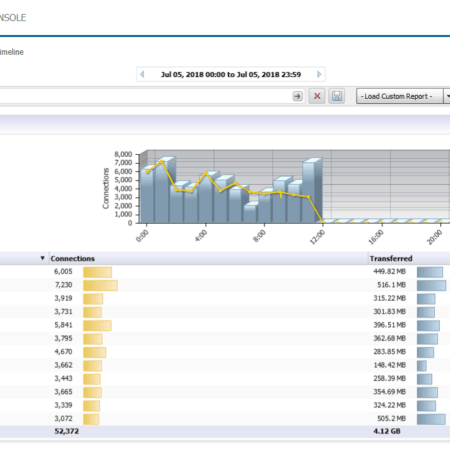 NSOLE
imeline
Jul 05, 2018 00:00 to Jul 05, 2018 23:59
- Load Custom Report -
8,000
7,000
6,000
5,000
4,000
3,000
2,000
1,000
0
Connections
0:00 4:00 8:00 12:00 16:00 20:00
Connections Transferred
6,005 449.82 MB
7,230 516.1 MB
3,919 315.22 MB
3,731 301.83 MB
5,841 396.51 MB
3,795 362.68 MB
4,670 283.85 MB
3,662 148.42 MB
3,443 258.39 MB
3,665 354.69 MB
3,339 324.22 MB
3,072 505.2 MB
52,372 4.12 GB